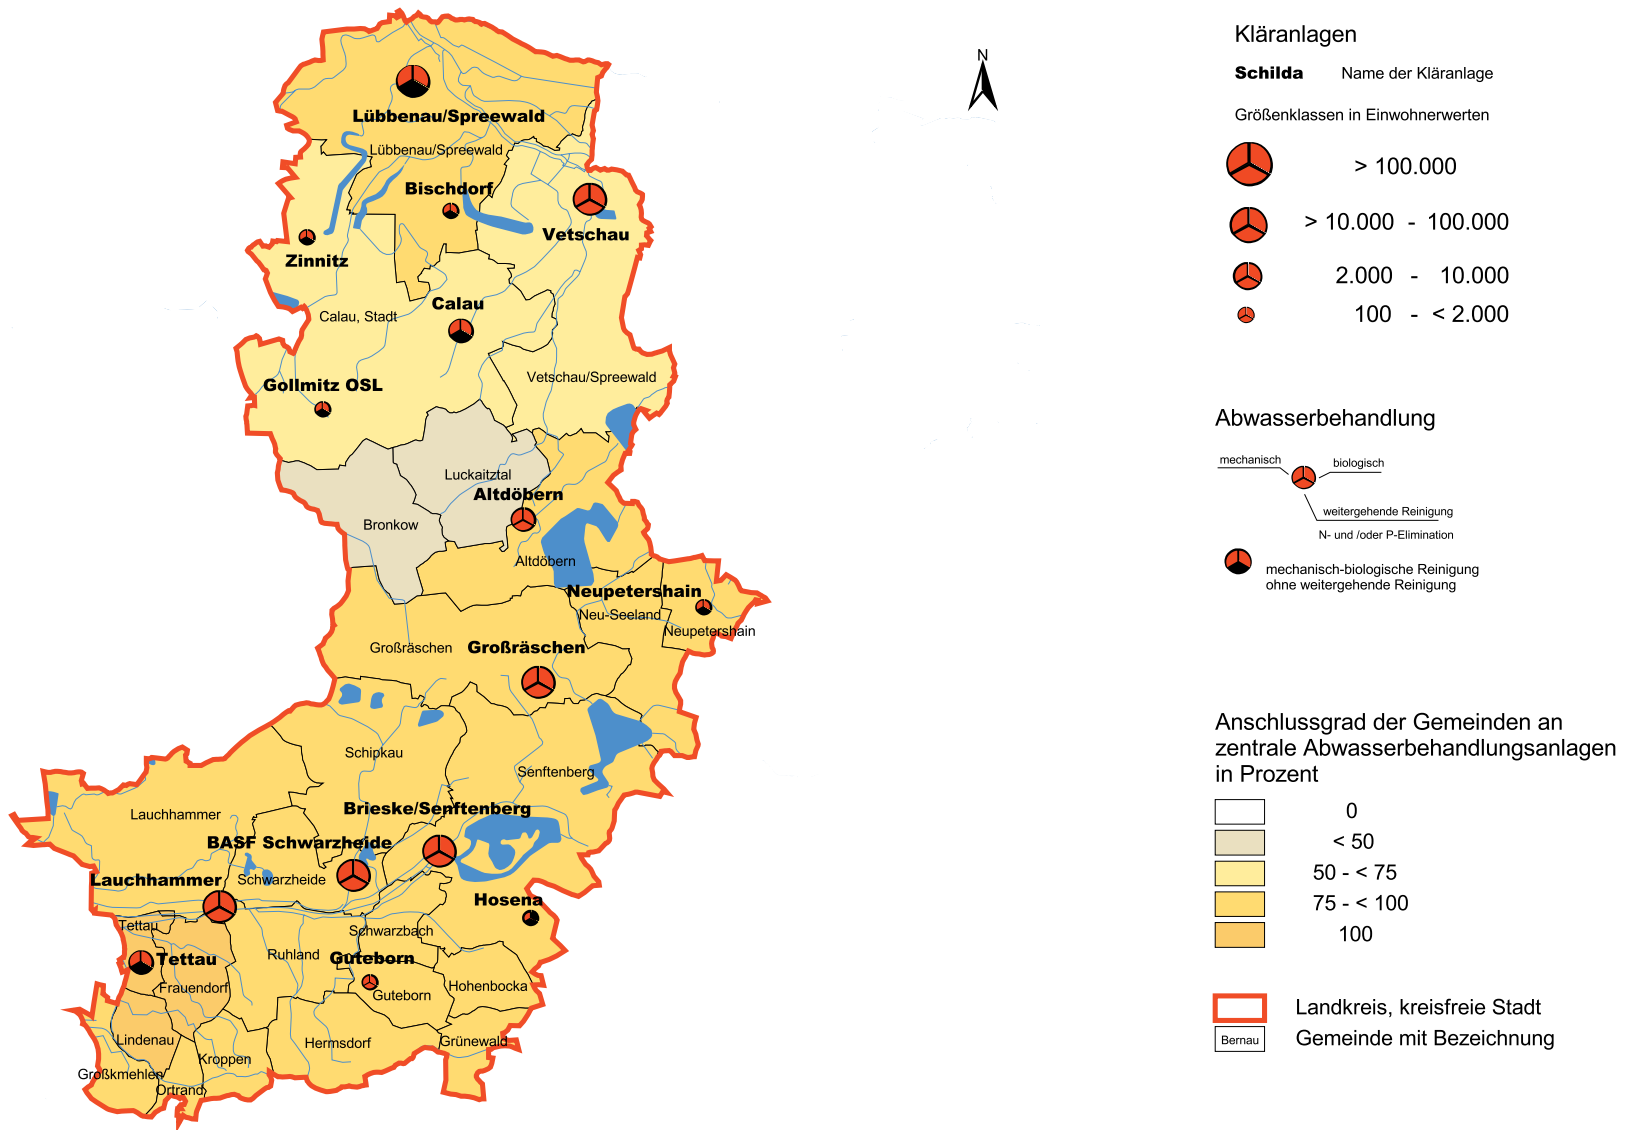 N
Lübbenau/Spreewald
Lübbenau/Spreewald
Bischdorf
Vetschau
Zinnitz
Calau
Calau, Stadt
Vetschau/Spreewald
Gollmitz OSL
Luckaitztal
Altdöbern
Bronkow
Altdöbern
Neupetershain
Neu-Seeland
Neupetershain
Großräschen
Großräschen
Schipkau
Senftenberg
Brieske/Senftenberg
Lauchhammer
BASF Schwarzheide
Lauchhammer
Schwarzheide
Hosena
Tettau
Schwarzbach
Tettau
Ruhland
Guteborn
Frauendorf
Guteborn
Hohenbocka
Lindenau
Hermsdorf
Grünewald
Kroppen
Großkmehlen
Ortrand
Kläranlagen
Schilda Name der Kläranlage
Größenklassen in Einwohnerwerten
> 100.000
> 10.000 - 100.000
2.000 - 10.000
100 - < 2.000
Abwasserbehandlung
mechanisch
biologisch
weitergehende Reinigung
N- und /oder P-Elimination
mechanisch-biologische Reinigung
ohne weitergehende Reinigung
Anschlussgrad der Gemeinden an
zentrale Abwasserbehandlungsanlagen
in Prozent
0
< 50
50 - < 75
75 - < 100
100
Landkreis, kreisfreie Stadt
Bernau Gemeinde mit Bezeichnung